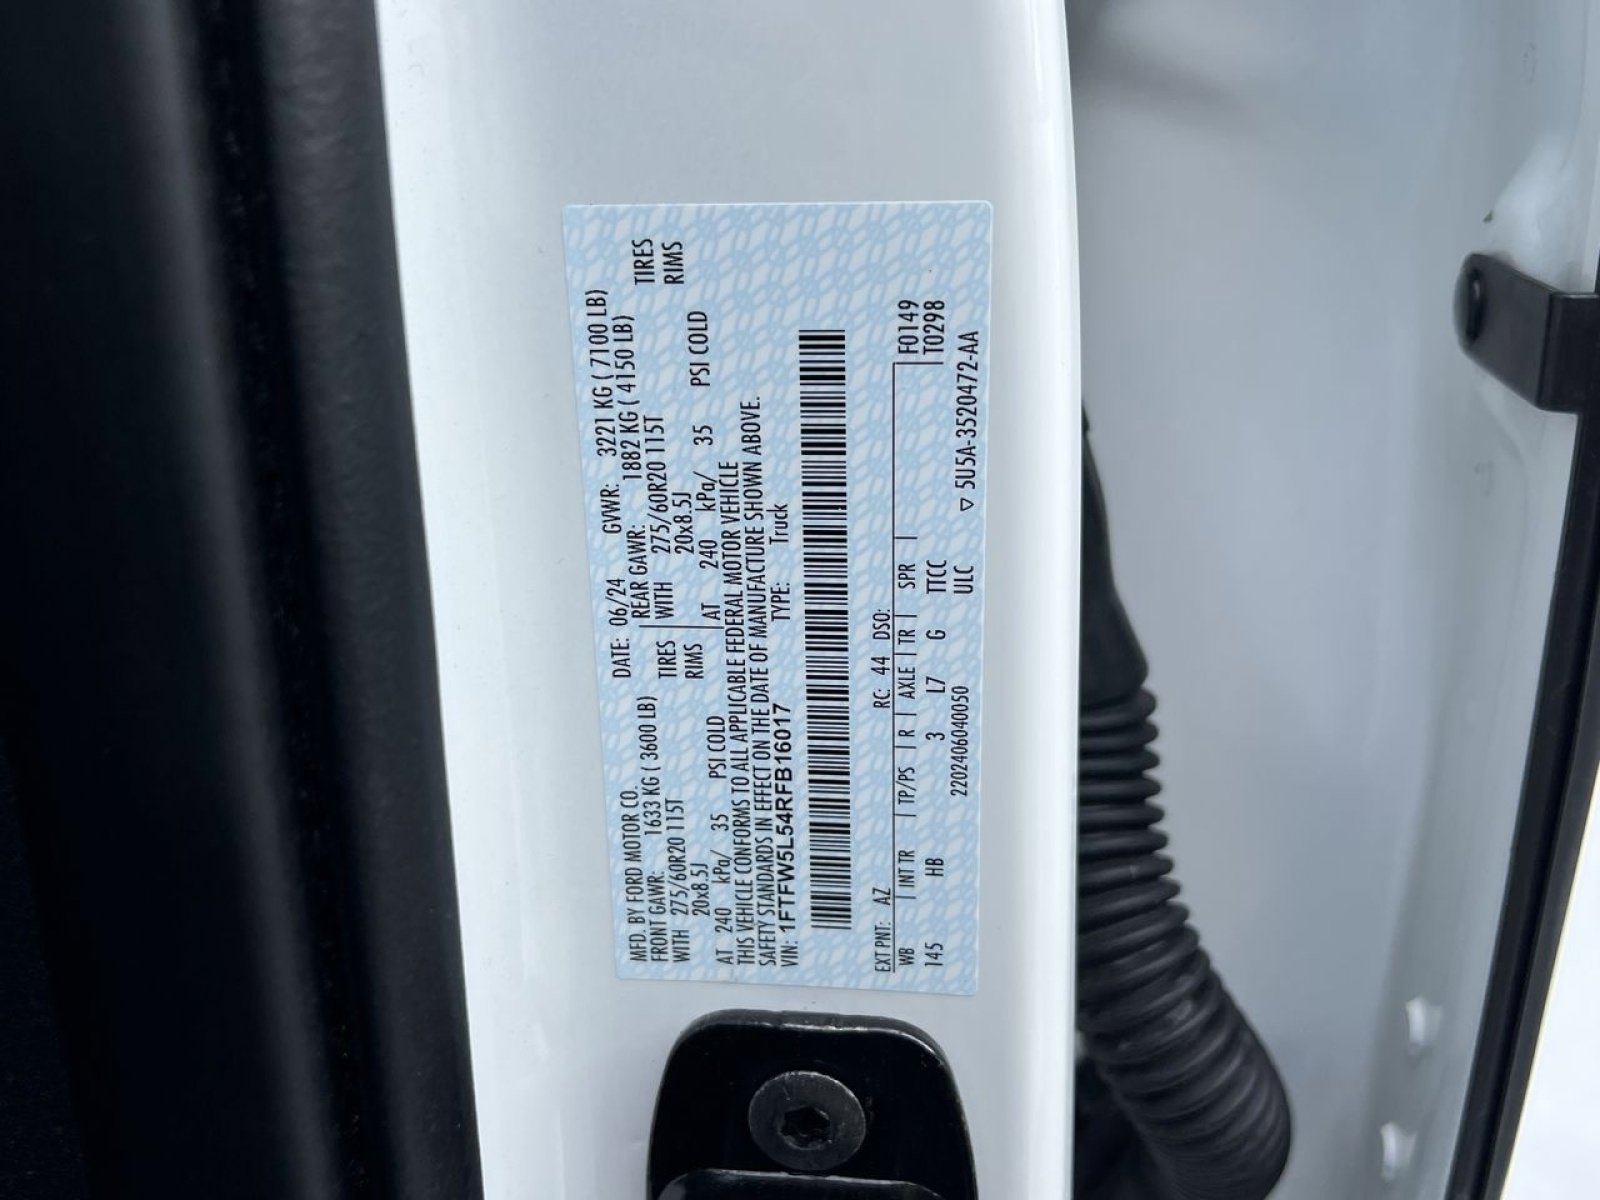 MFD. BY FORD MOTOR CO.
DATE: 06/24 GVWR: 3221 KG ( 7100 LB)
FRONT GAWR: 1633 KG ( 3600 LB) REAR GAWR: 1882 KG ( 4150 LB)
WITH 275/60R20 115T TIRES WITH 275/60R20 115T TIRES
20x8.5J RIMS 20x8.5J RIMS
AT 240 kPa/ 35 PSI COLD AT 240 kPa/ 35 PSI COLD
THIS VEHICLE CONFORMS TO ALL APPLICABLE FEDERAL MOTOR VEHICLE
SAFETY STANDARDS IN EFFECT ON THE DATE OF MANUFACTURE SHOWN ABOVE.
VIN: 1FTFW5L54RFB16017 TYPE: Truck
EXT PNT: AZ RC: 44 DSO:
WB | INT TR | TP/PS | R | AXLE | TR | SPR | F0149
145 HB 3 L7 G TTCC T0298
220240604050 ULC ▽ 5U5A-3520472-AA